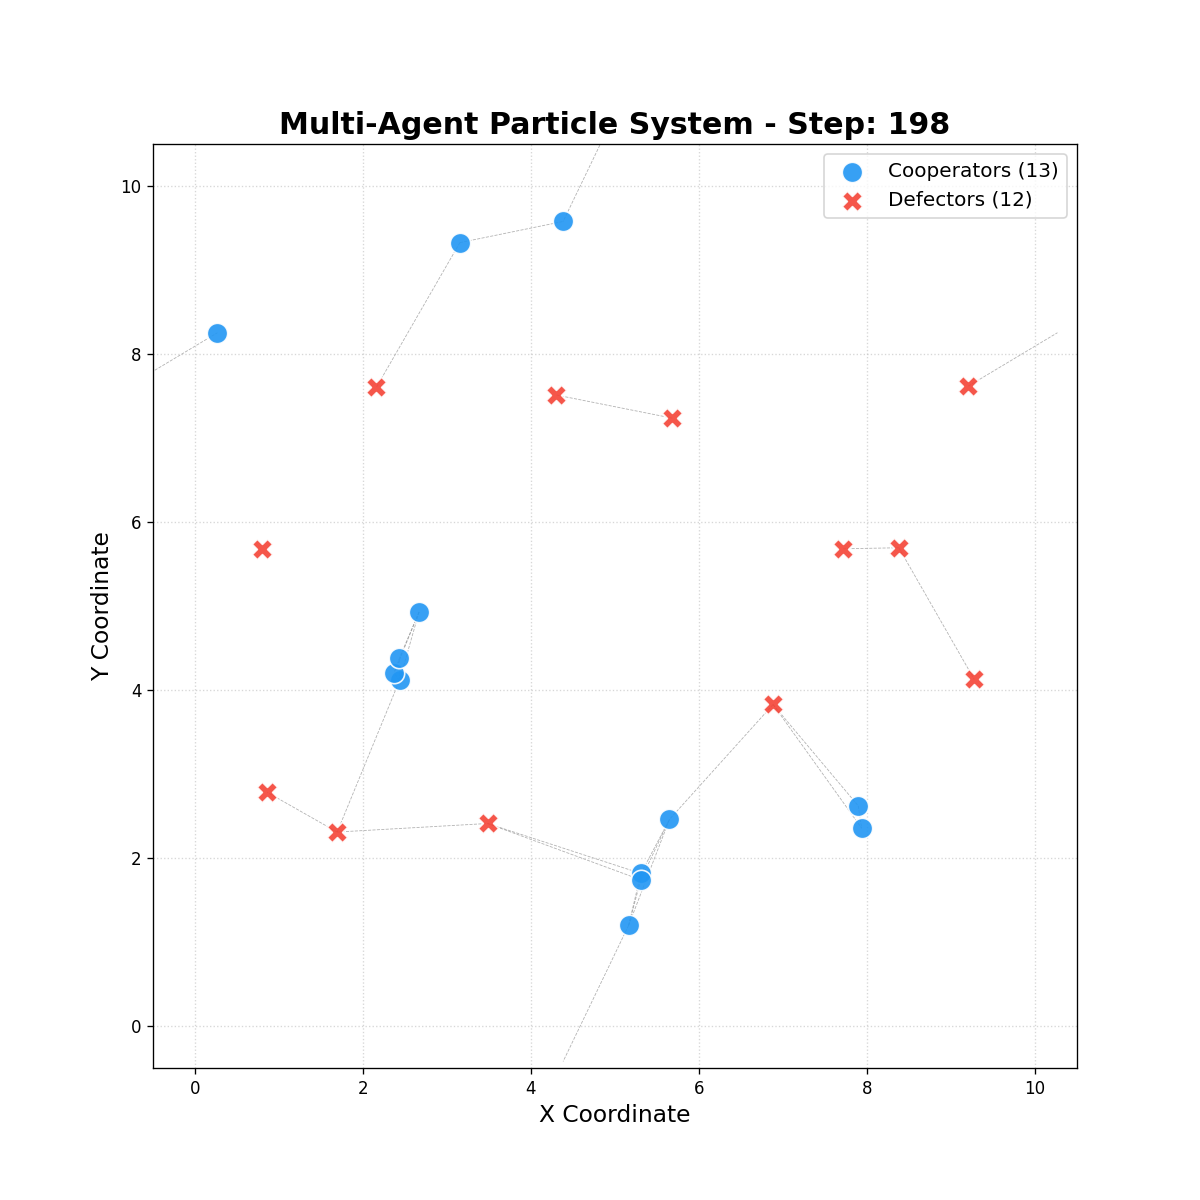 Multi-Agent Particle System - Step: 198
Cooperators (13)
Defectors (12)
10
8
6
4
2
0
Y Coordinate
0 2 4 6 8 10
X Coordinate